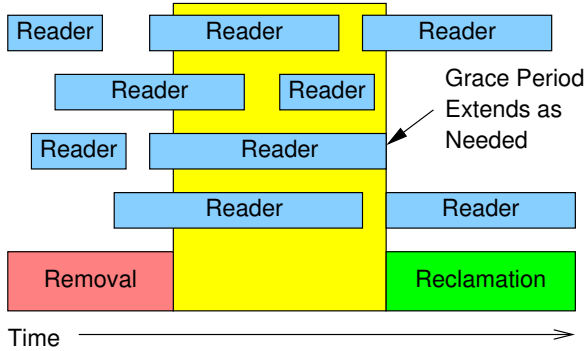 Reader
Reader
Reader
Reader
Reader
Grace Period
Extends as
Needed
Reader
Reader
Reader
Reader
Removal
Reclamation
Time